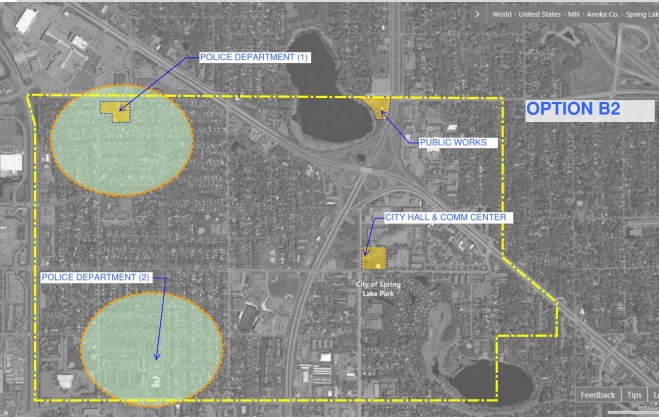 World - United States - MN - Anoka Co. - Spring Lake
POLICE DEPARTMENT (1)
OPTION B2
PUBLIC WORKS
CITY HALL & COMM CENTER
POLICE DEPARTMENT (2)
City of Spring
Lake Park
Feedback
Tips